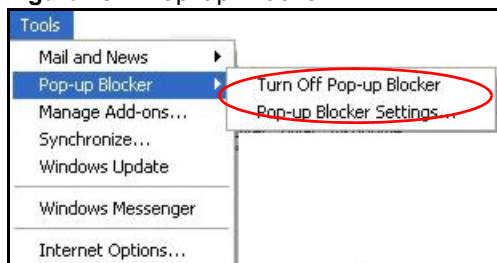 Tools
Mail and News
Pop-up Blocker
Manage Add-ons...
Synchronize...
Windows Update
Windows Messenger
Internet Options...
Turn Off Pop-up Blocker
Pop-up Blocker Settings...